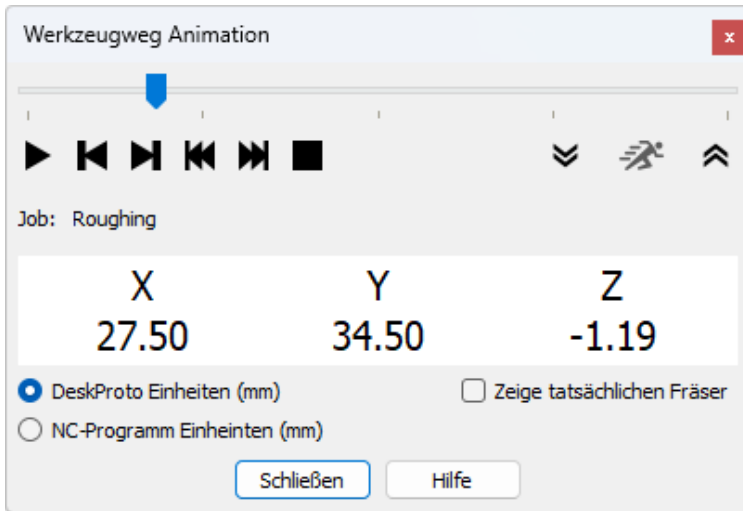 Werkzeugweg Animation
x
Job: Roughing
X Y Z
27.50 34.50 -1.19
DeskProto Einheiten (mm) Zeige tatsächlichen Fräser
NC-Programm Einheinten (mm)
Schließen Hilfe